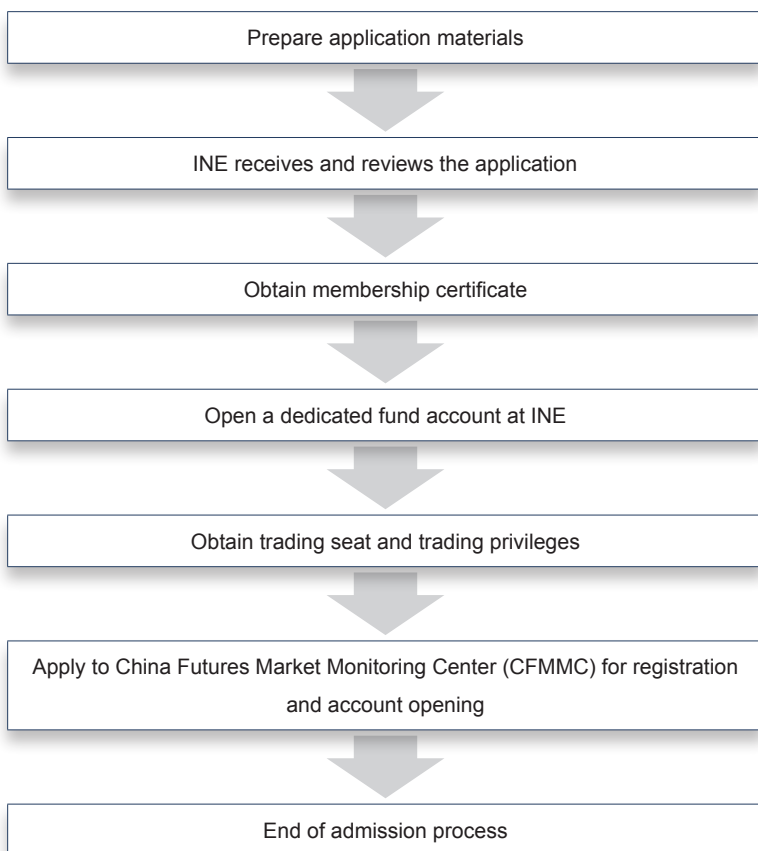 Prepare application materials
INE receives and reviews the application
Obtain membership certificate
Open a dedicated fund account at INE
Obtain trading seat and trading privileges
Apply to China Futures Market Monitoring Center (CFMMC) for registration
and account opening
End of admission process